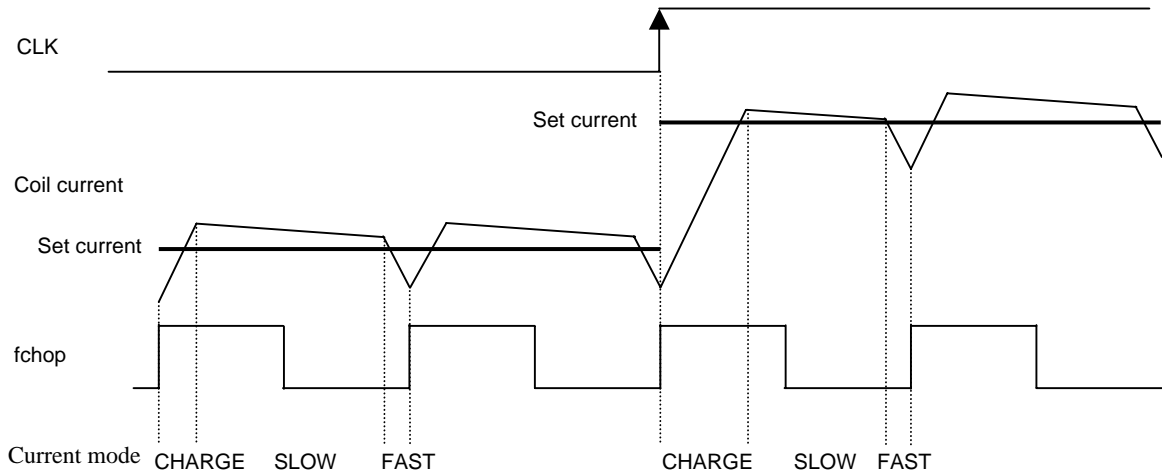 CLK
Set current
Coil current
Set current
fchop
Current mode CHARGE SLOW FAST CHARGE SLOW FAST